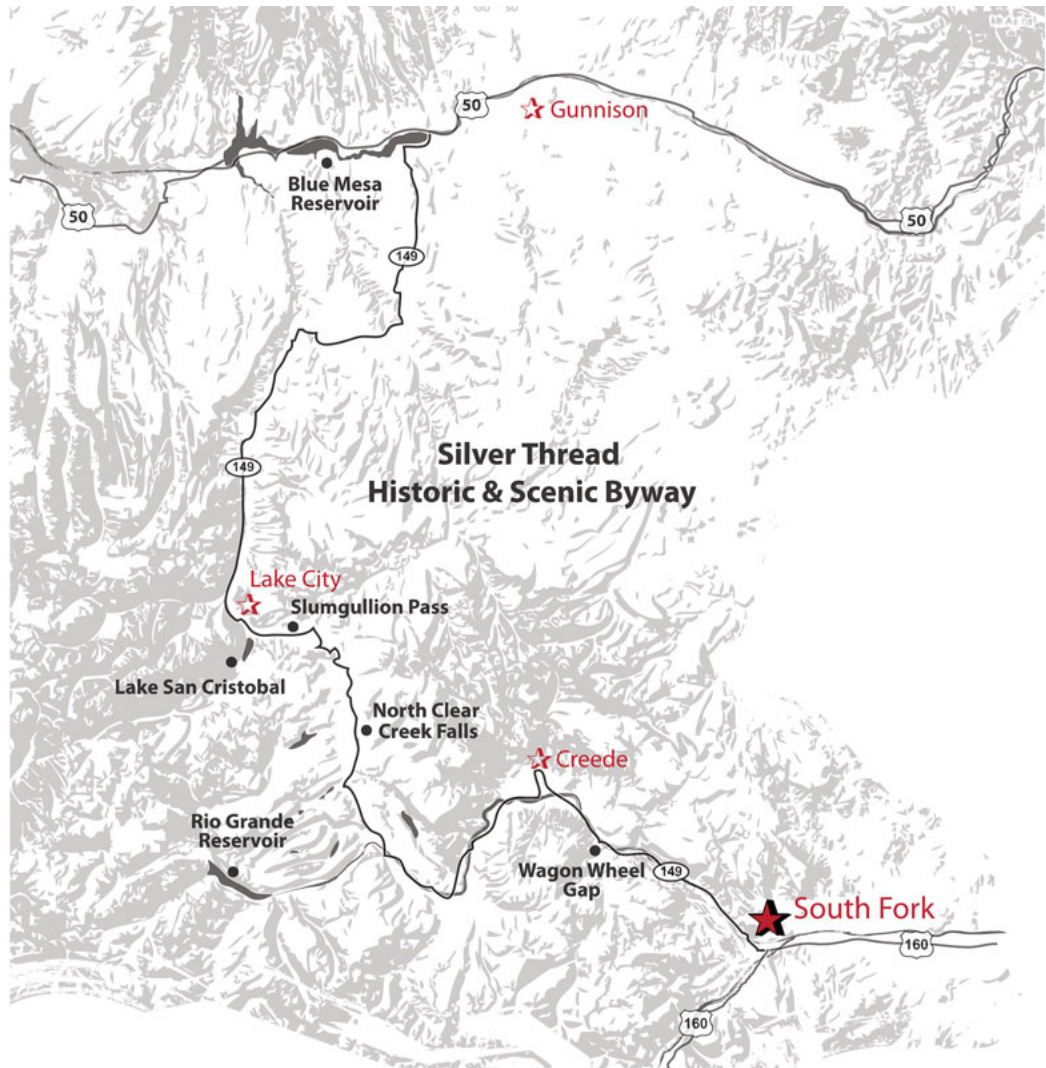 50
Gunnison
Blue Mesa
Reservoir
50
50
149
Silver Thread
Historic & Scenic Byway
149
Lake City
Slumgullion Pass
Lake San Cristobal
North Clear
Creek Falls
Creede
Rio Grande
Reservoir
Wagon Wheel
Gap
149
South Fork
160
160